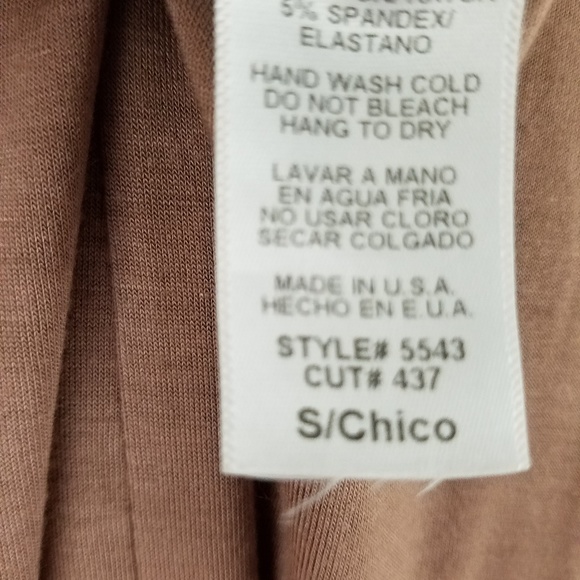 5% SPANDEX/
ELASTANO
HAND WASH COLD
DO NOT BLEACH
HANG TO DRY
LAVAR A MANO
EN AGUA FRIA
NO USAR CLORO
SECAR COLGADO
MADE IN U.S.A.
HECHO EN E.U.A.
STYLE# 5543
CUT# 437
S/Chico